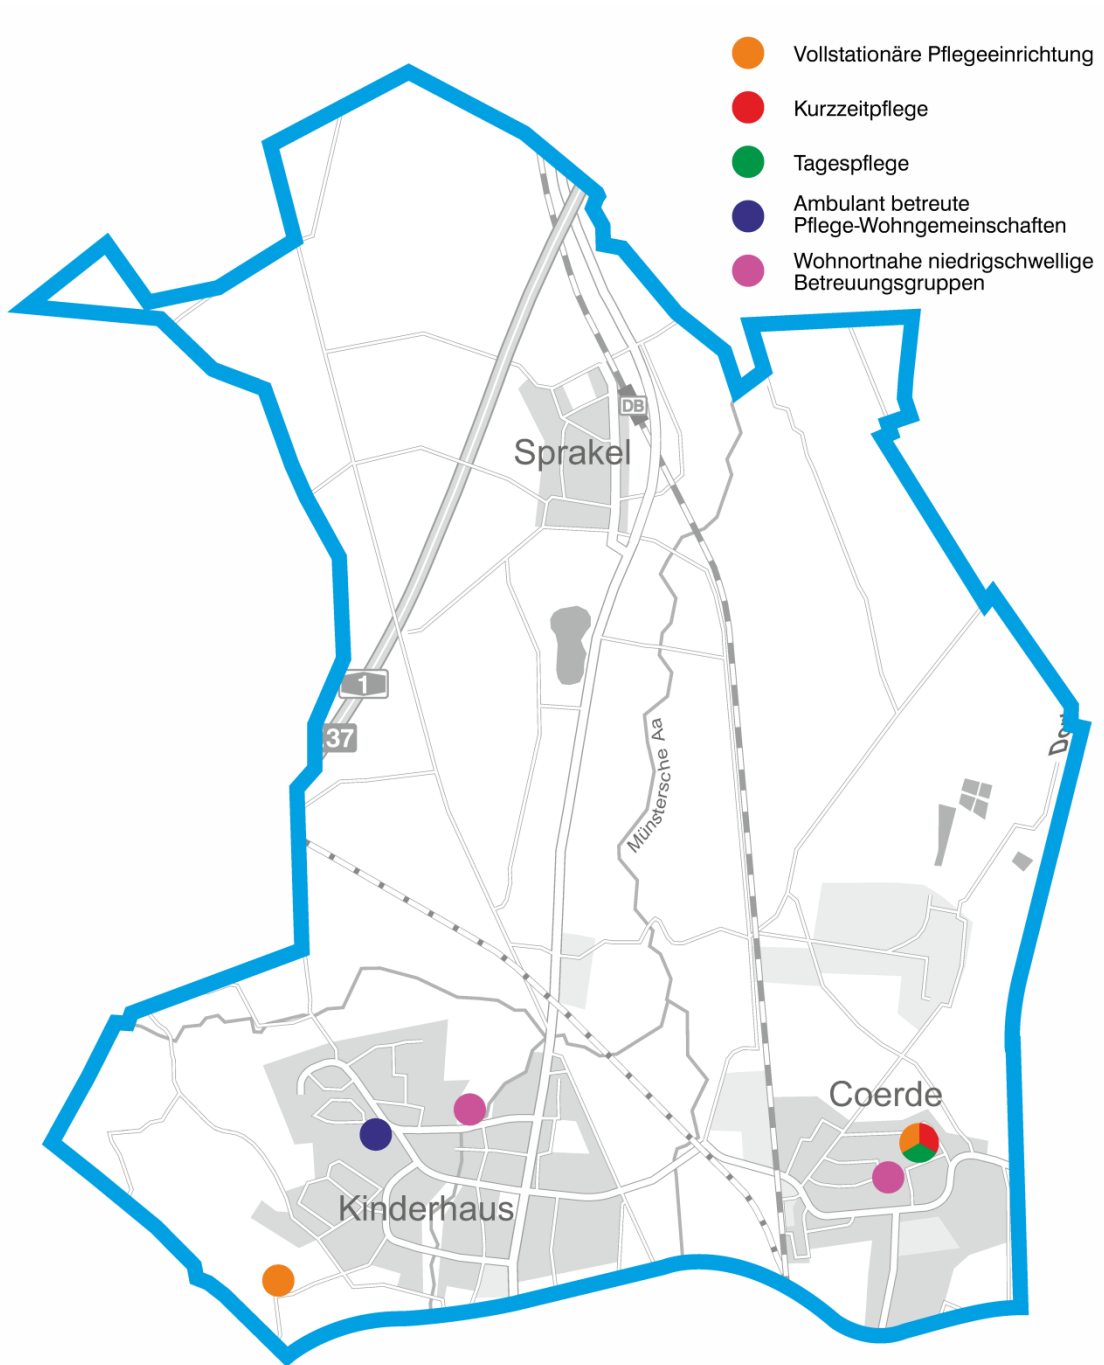 Vollstationäre Pflegeeinrichtung
Kurzzeitpflege
Tagespflege
Ambulant betreute
Pflege-Wohngemeinschaften
Wohnortnahe niedrigschwellige
Betreuungsgruppen
DB
Sprakel
1
37
Münstersche Aa
Coerde
Kinderhaus